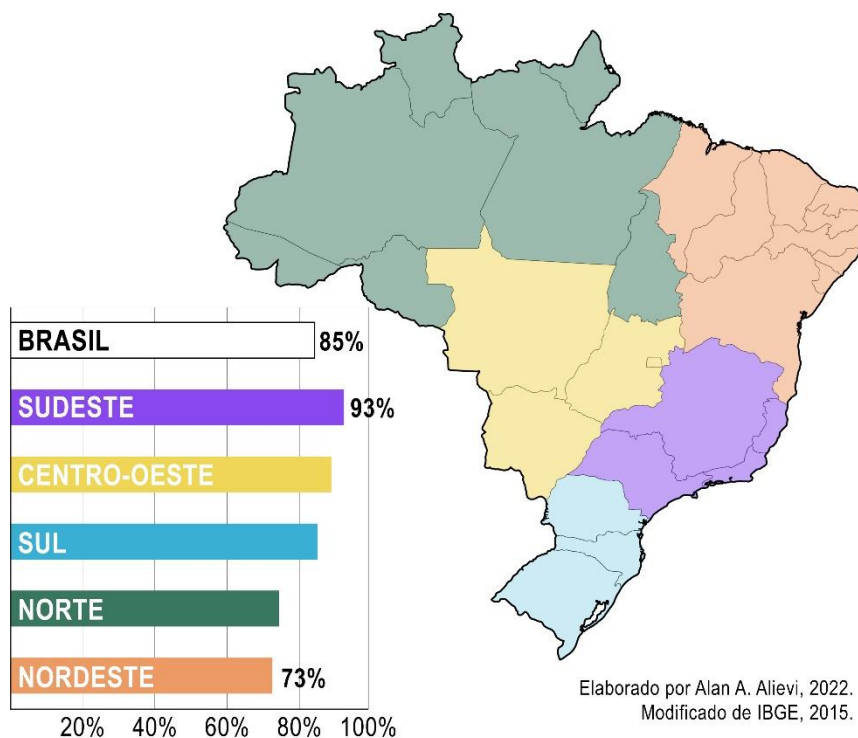 BRASIL
85%
SUDESTE
93%
CENTRO-OESTE
SUL
NORTE
NORDESTE
73%
20% 40% 60% 80% 100%
Elaborado por Alan A. Alievi, 2022.
Modificado de IBGE, 2015.